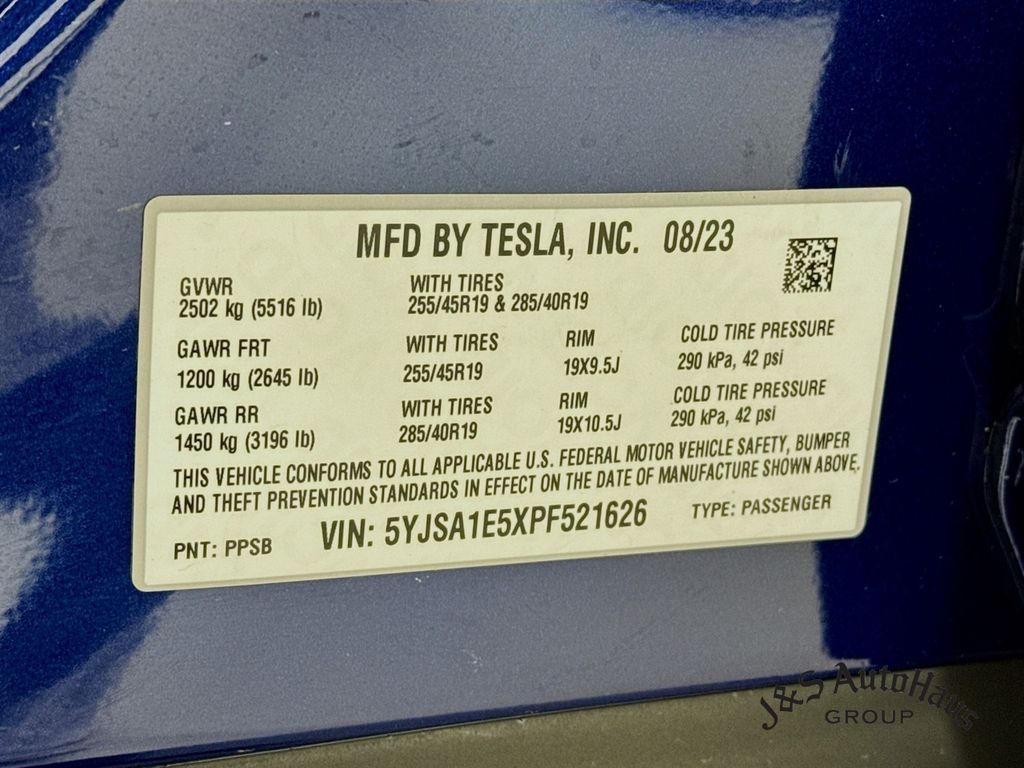 MFD BY TESLA, INC. 08/23
GVWR WITH TIRES
2502 kg (5516 lb) 255/45R19 & 285/40R19
GAWR FRT WITH TIRES RIM COLD TIRE PRESSURE
1200 kg (2645 lb) 255/45R19 19X9.5J 290 kPa, 42 psi
GAWR RR WITH TIRES RIM COLD TIRE PRESSURE
1450 kg (3196 lb) 285/40R19 19X10.5J 290 kPa, 42 psi
THIS VEHICLE CONFORMS TO ALL APPLICABLE U.S. FEDERAL MOTOR VEHICLE SAFETY, BUMPER
AND THEFT PREVENTION STANDARDS IN EFFECT ON THE DATE OF MANUFACTURE SHOWN ABOVE.
PNT: PPSB VIN: 5YJSA1E5XPF521626 TYPE: PASSENGER
J&S AutoHaus
GROUP